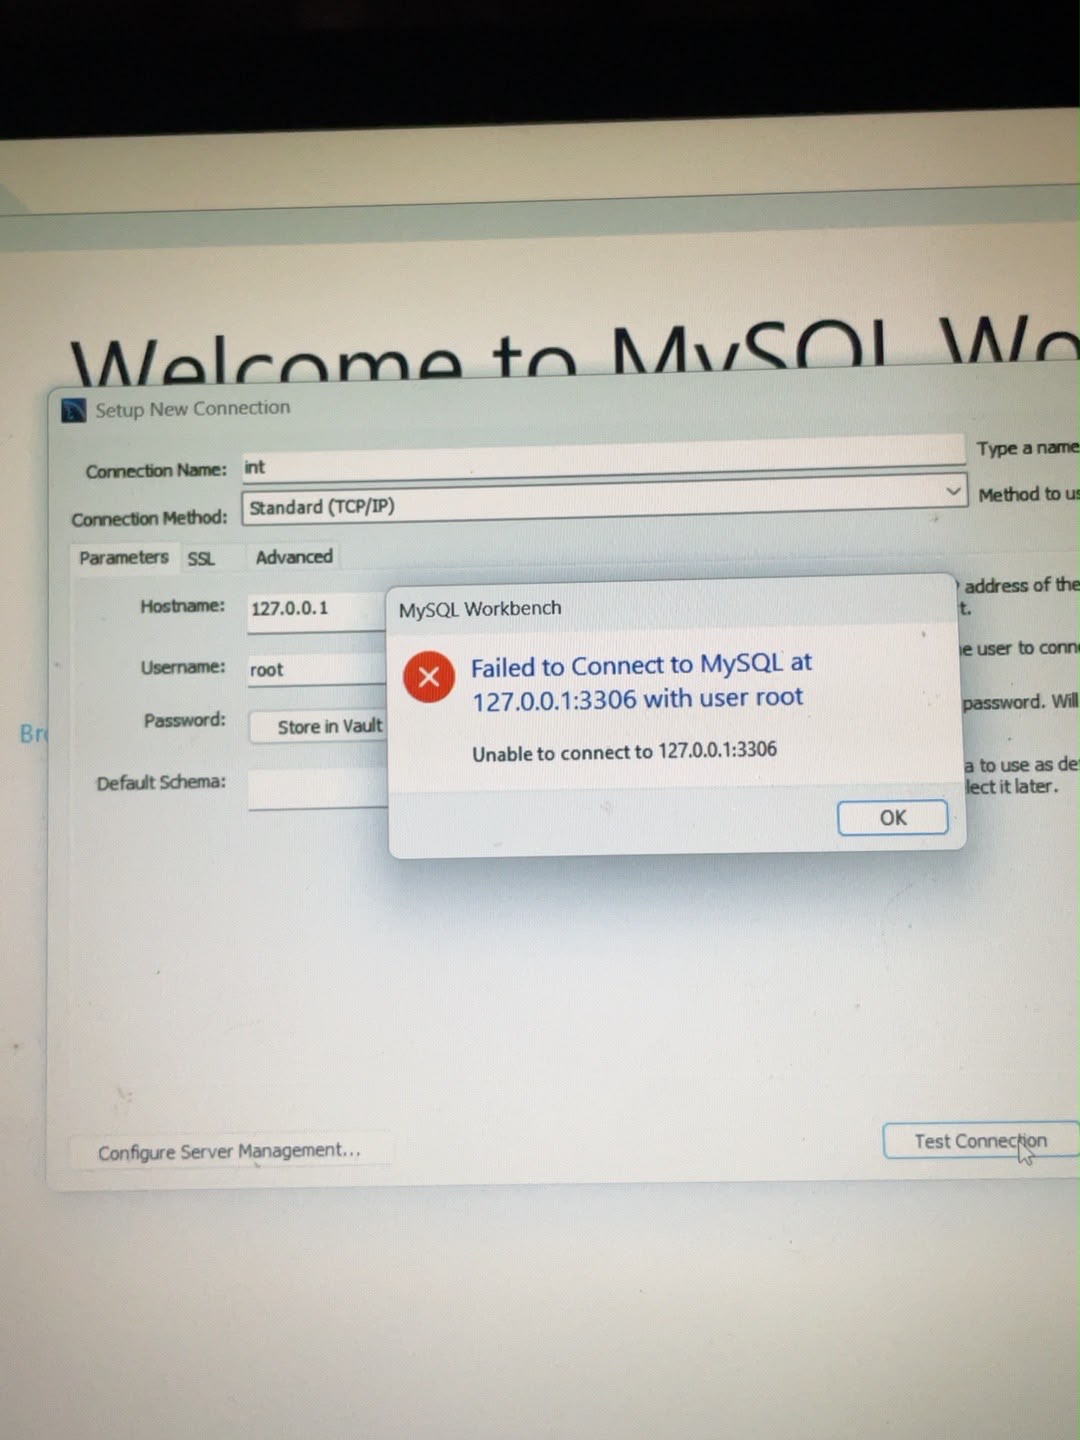 Welcome to MySQL Wo
Setup New Connection
Connection Name: int
Type a name
Connection Method: Standard (TCP/IP)
Method to us
Parameters SSL Advanced
Hostname: 127.0.0.1
address of the
t.
Username: root
e user to conn
Password: Store in Vault
password. Will
Default Schema:
a to use as de
lect it later.
MySQL Workbench
Failed to Connect to MySQL at
127.0.0.1:3306 with user root
Unable to connect to 127.0.0.1:3306
OK
Bro
Configure Server Management...
Test Connection